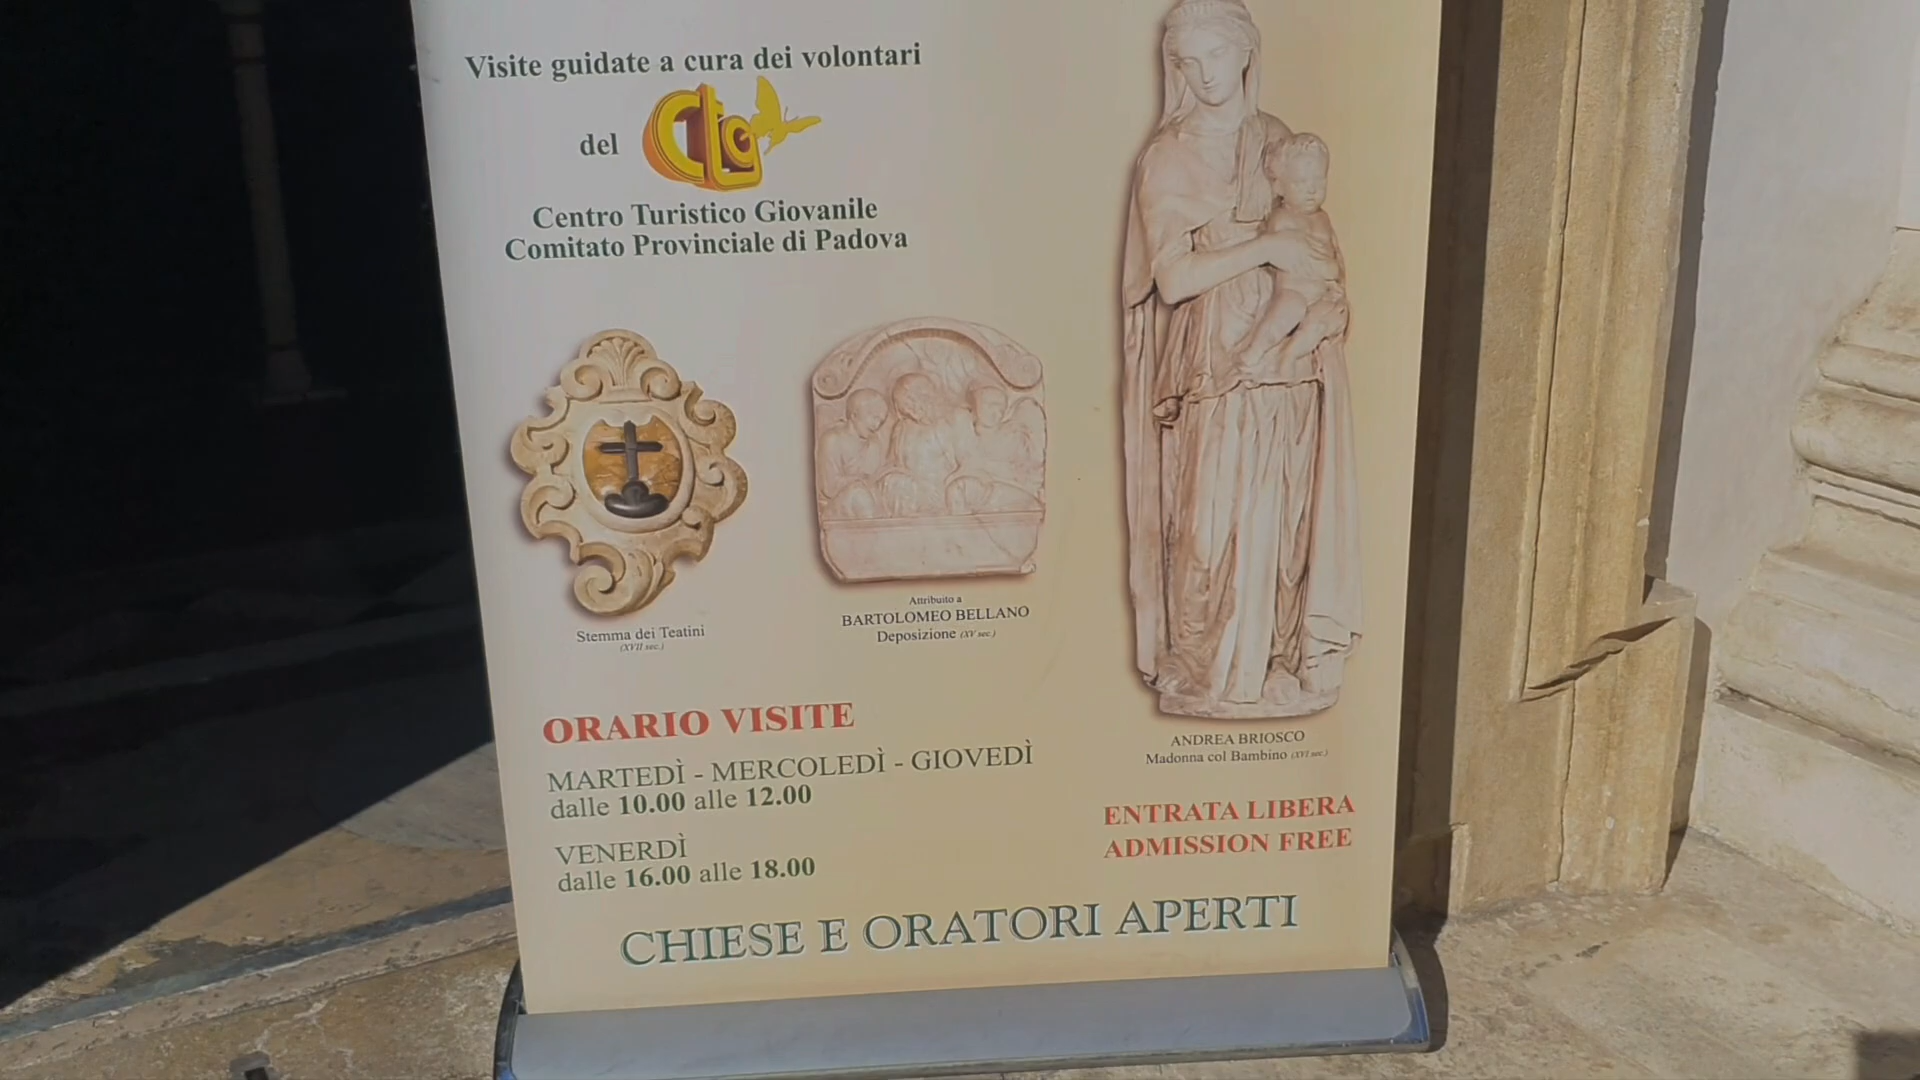 Visite guidate a cura dei volontari
del Ctg
Centro Turistico Giovanile
Comitato Provinciale di Padova
Stemma dei Teatini
(XVII sec.)
Attribuito a
BARTOLOMEO BELLANO
Deposizione (XV sec.)
ANDREA BRIOSCO
Madonna col Bambino (XVI sec.)
ORARIO VISITE
MARTEDÌ - MERCOLEDÌ - GIOVEDÌ
dalle 10.00 alle 12.00
VENERDÌ
dalle 16.00 alle 18.00
ENTRATA LIBERA
ADMISSION FREE
CHIESE E ORATORI APERTI